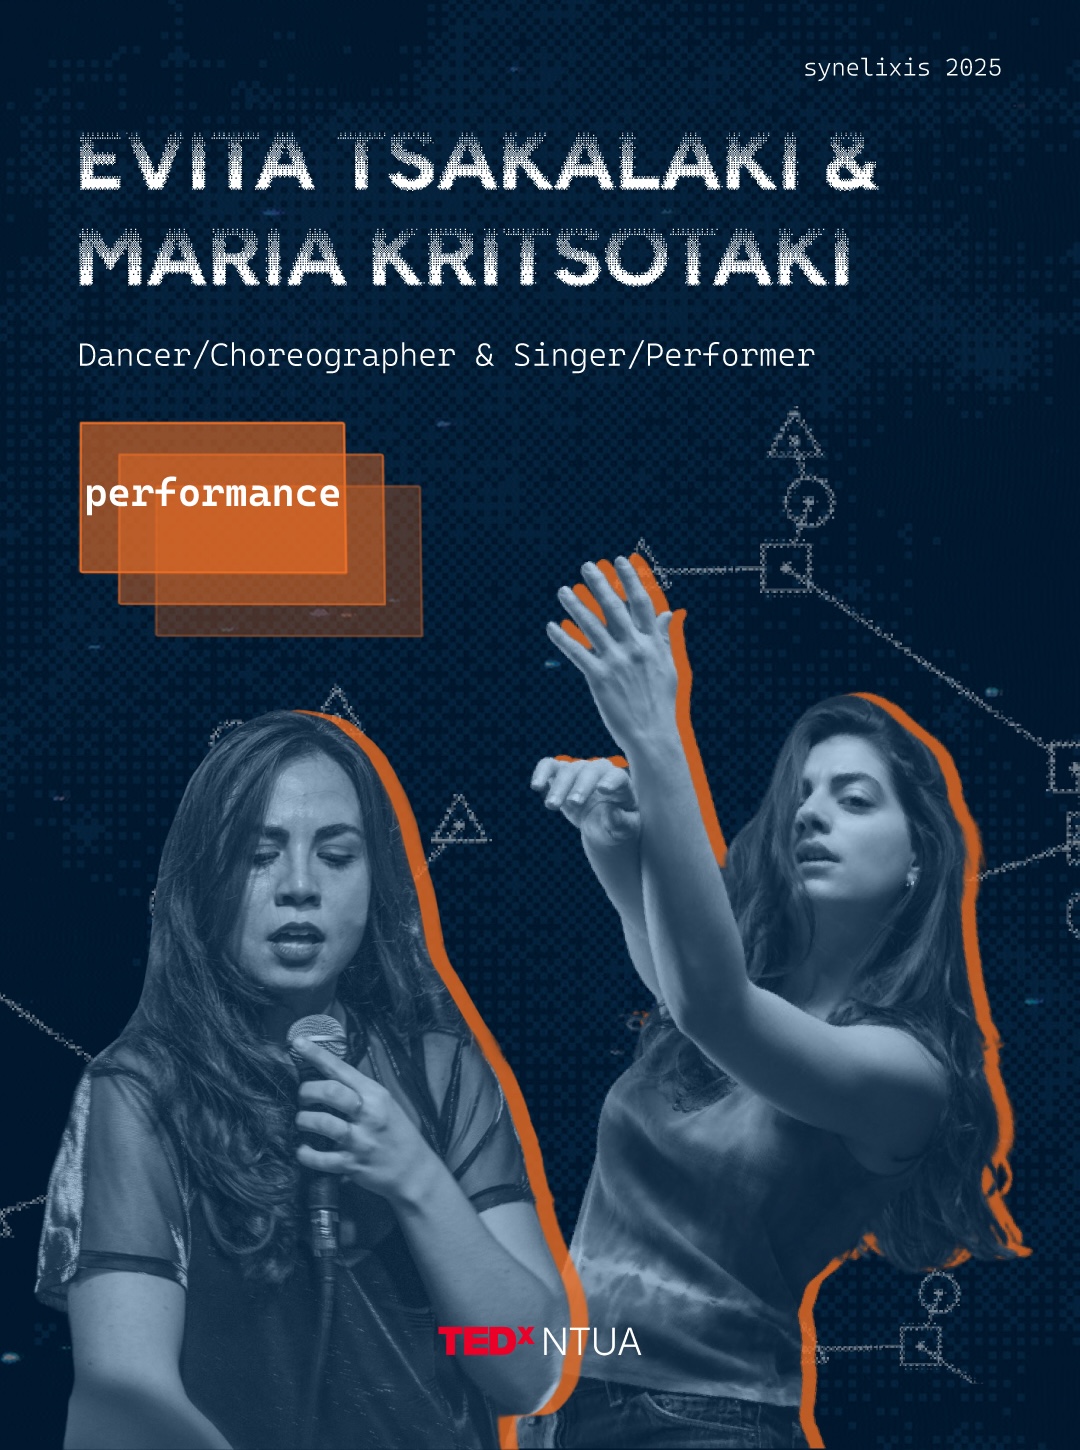 synelixis 2025
EVITA TSAKALAKI &
MARIA KRITSOTAKI
Dancer/Choreographer & Singer/Performer
performance
TEDx NTUA